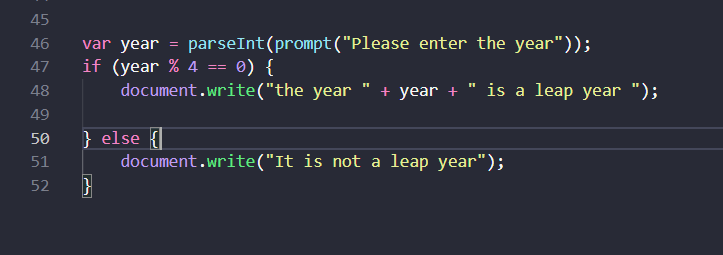 45
46 var year = parseInt(prompt("Please enter the year"));
47 if (year % 4 == 0) {
48     document.write("the year " + year + " is a leap year ");
49
50 } else {
51     document.write("It is not a leap year");
52 }